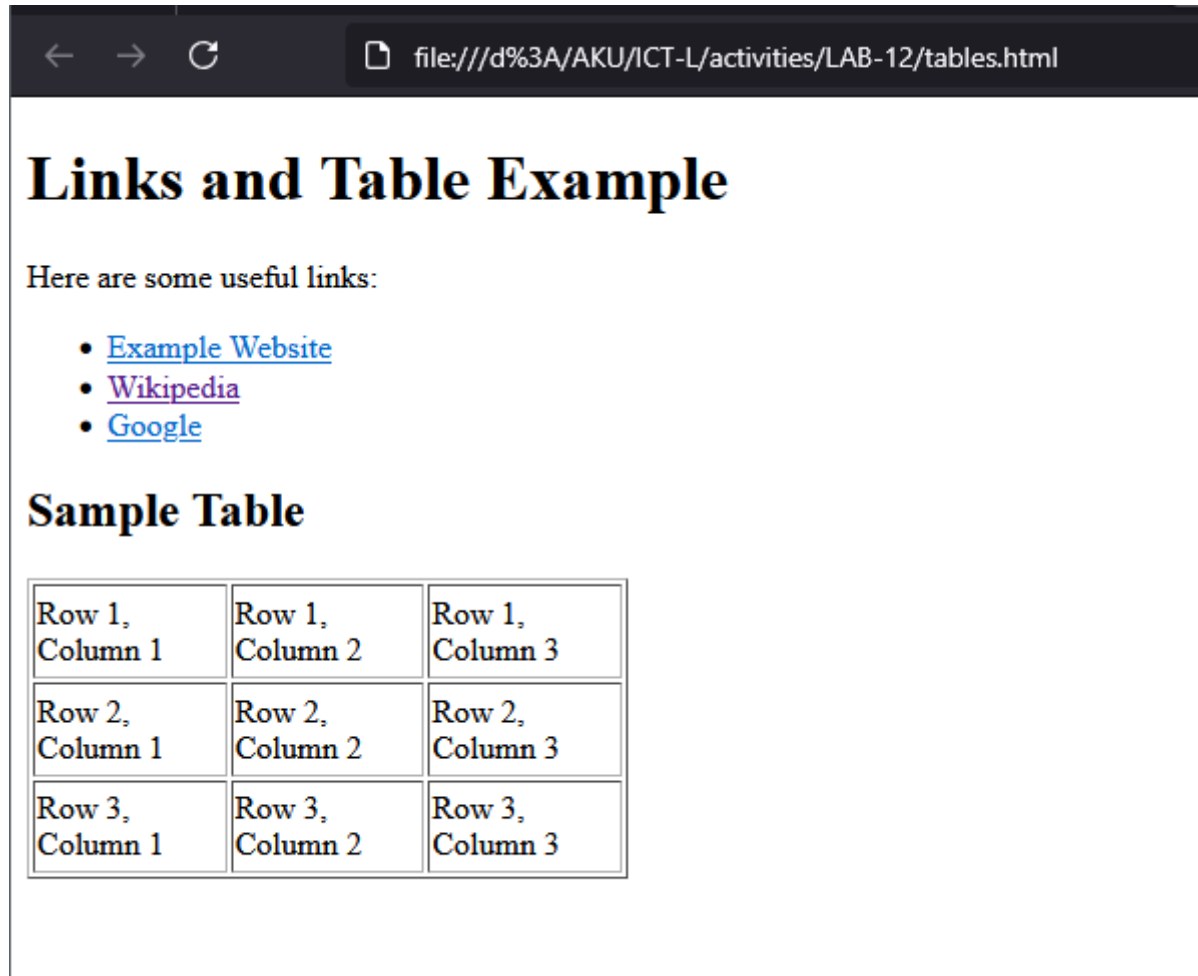 file:///d%3A/AKU/ICT-L/activities/LAB-12/tables.html
Links and Table Example
Here are some useful links:
Example Website
Wikipedia
Google
Sample Table
Row 1, Row 1, Row 1,
Column 1 Column 2 Column 3
Row 2, Row 2, Row 2,
Column 1 Column 2 Column 3
Row 3, Row 3, Row 3,
Column 1 Column 2 Column 3